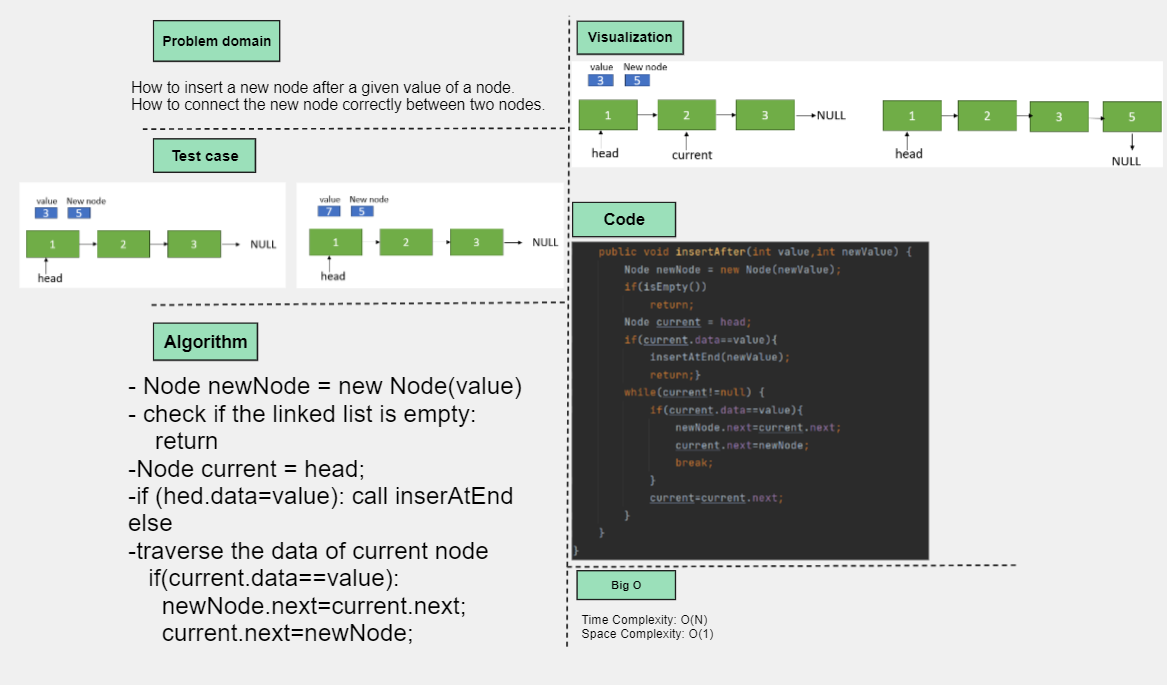 Problem domain
How to insert a new node after a given value of a node.
How to connect the new node correctly between two nodes.
Test case
value New node
3 5
1 2 3 NULL
head
value New node
7 5
1 2 3 NULL
head
Algorithm
- Node newNode = new Node(value)
- check if the linked list is empty:
return
-Node current = head;
-if (hed.data=value): call inserAtEnd
else
-traverse the data of current node
if(current.data==value):
newNode.next=current.next;
current.next=newNode;
Visualization
value New node
3 5
1 2 3 NULL
head current
1 2 3 5
head
NULL
Code
public void insertAfter(int value,int newValue) {
Node newNode = new Node(newValue);
if(isEmpty())
return;
Node current = head;
if(current.data==value){
insertAtEnd(newValue);
return;}
while(current!=null) {
if(current.data==value){
newNode.next=current.next;
current.next=newNode;
break;
}
current=current.next;
}
}
}
Big O
Time Complexity: O(N)
Space Complexity: O(1)